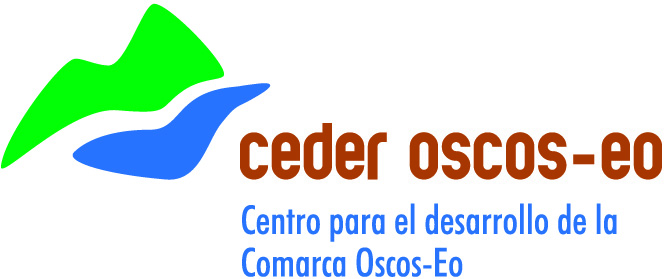 ceder oscos-eo
Centro para el desarrollo de la
Comarca Oscos-Eo